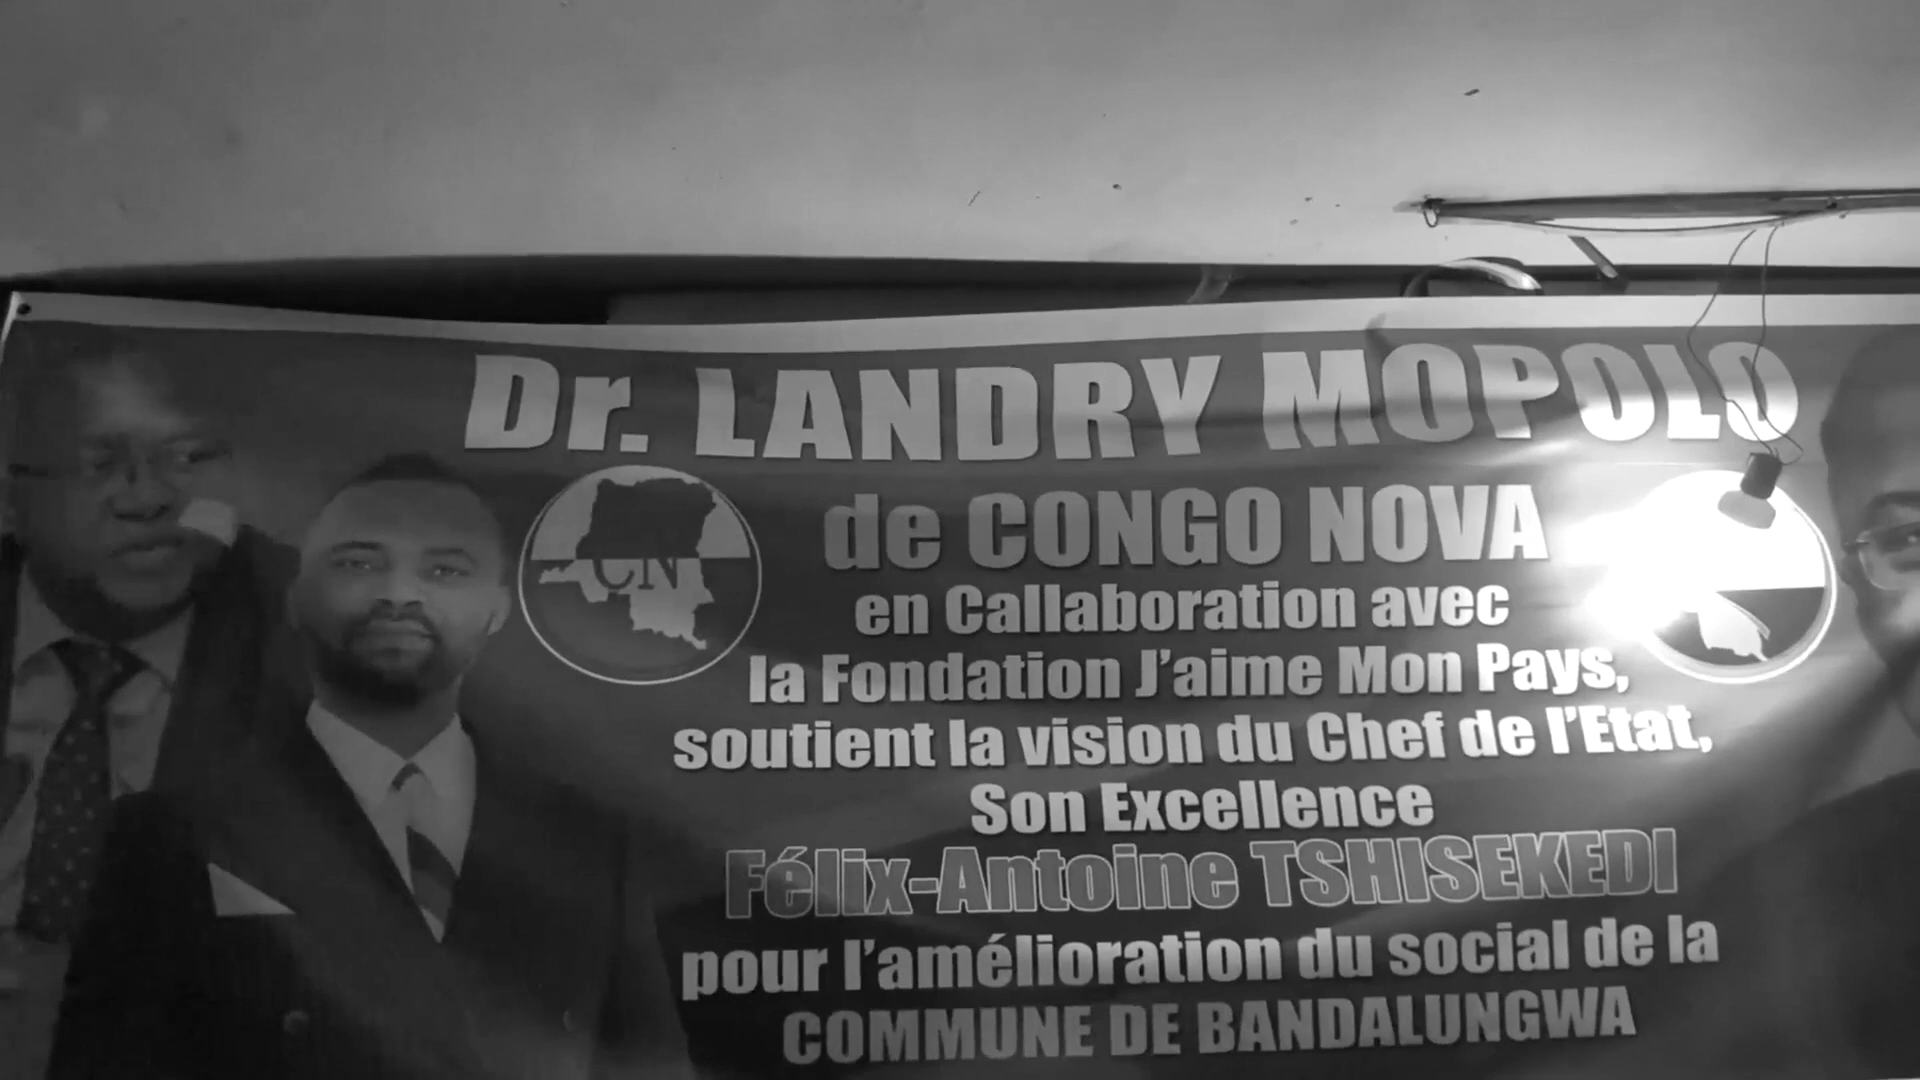 Dr. LANDRY MOPOLO
de CONGO NOVA
CN
en Callaboration avec
la Fondation J'aime Mon Pays,
soutient la vision du Chef de l'Etat,
Son Excellence
Félix-Antoine TSHISEKEDI
pour l'amélioration du social de la
COMMUNE DE BANDALUNGWA